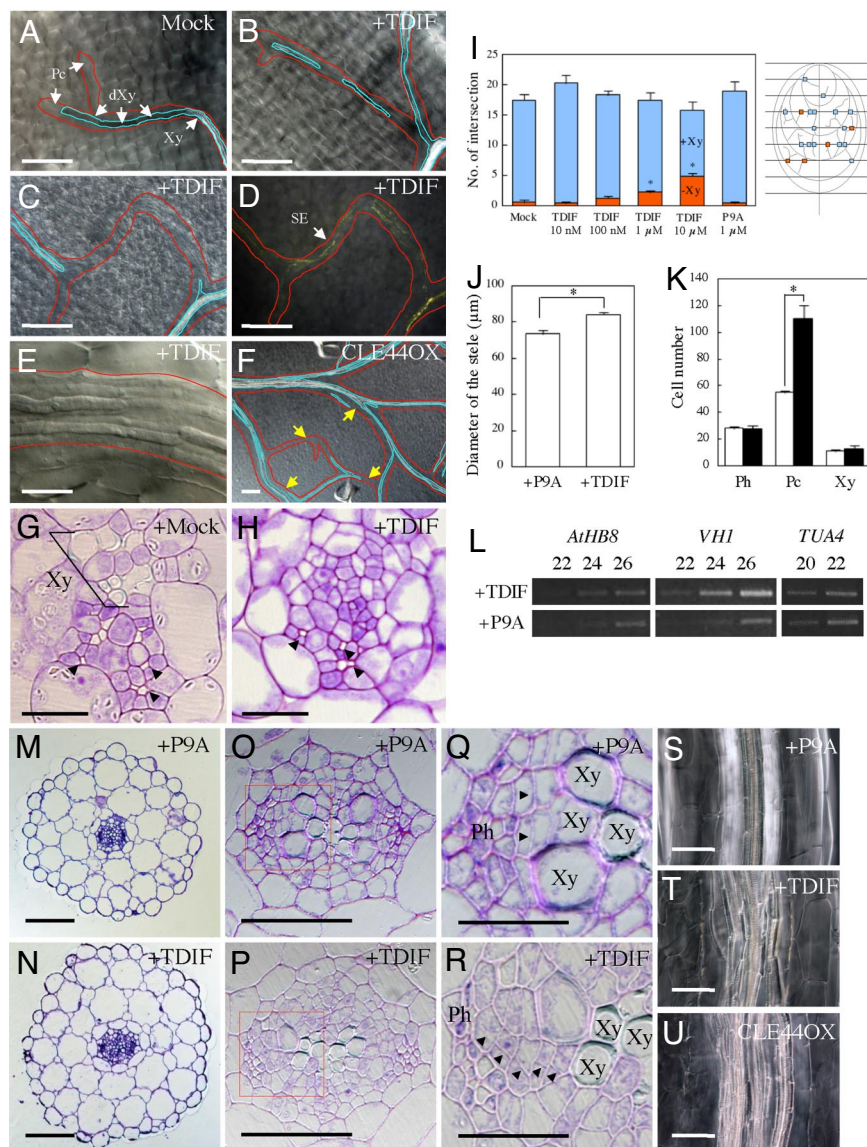 A
Mock
Pc
dXy
Xy
B
+TDIF
C
+TDIF
D
+TDIF
SE
E
+TDIF
F
CLE44OX
G
+Mock
Xy
H
+TDIF
I
No. of intersection
25
20
15
10
5
0
+Xy
*
*
-Xy
Mock
TDIF 10 nM
TDIF 100 nM
TDIF 1 µM
TDIF 10 µM
P9A 1 µM
J
Diameter of the stele (µm)
100
80
60
40
20
0
*
+P9A
+TDIF
K
Cell number
140
120
100
80
60
40
20
0
*
Ph
Pc
Xy
L
AtHB8
VH1
TUA4
22 24 26
22 24 26
20 22
+TDIF
+P9A
M
+P9A
O
+P9A
Q
+P9A
Xy
Ph
Xy
Xy
Xy
S
+P9A
N
+TDIF
P
+TDIF
R
+TDIF
Ph
Xy
Xy
Xy
T
+TDIF
U
CLE44OX